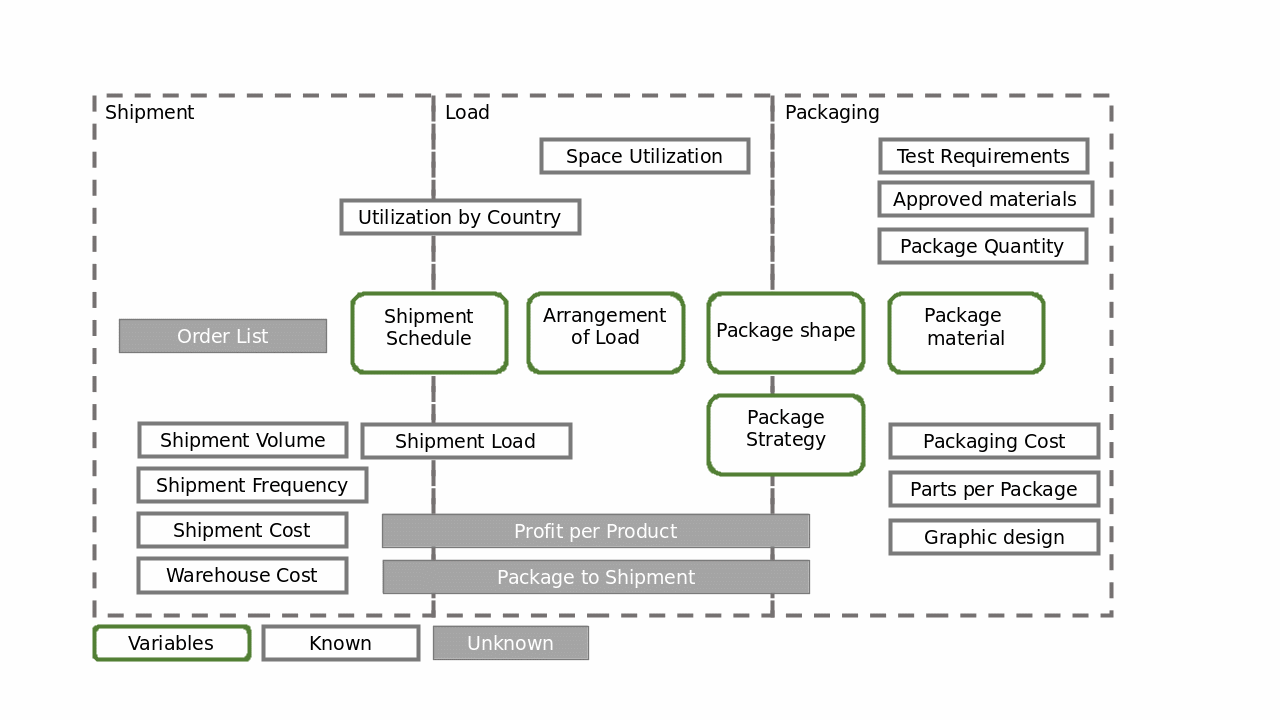 Shipment
Load
Packaging
Space Utilization
Test Requirements
Approved materials
Utilization by Country
Package Quantity
Order List
Shipment
Schedule
Arrangement
of Load
Package shape
Package
material
Package
Strategy
Shipment Volume
Shipment Load
Packaging Cost
Shipment Frequency
Parts per Package
Shipment Cost
Profit per Product
Graphic design
Warehouse Cost
Package to Shipment
Variables
Known
Unknown